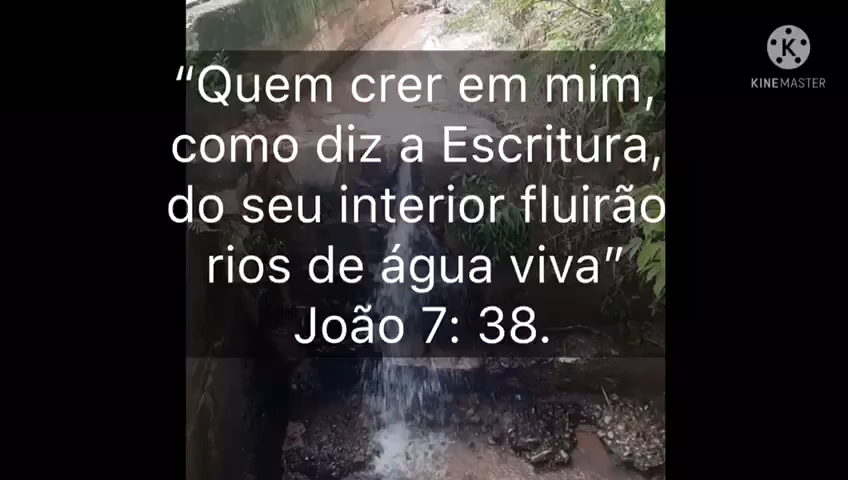 “Quem crer em mim,
como diz a Escritura,
do seu interior fluirão
rios de água viva”
João 7: 38.
KINEMASTER